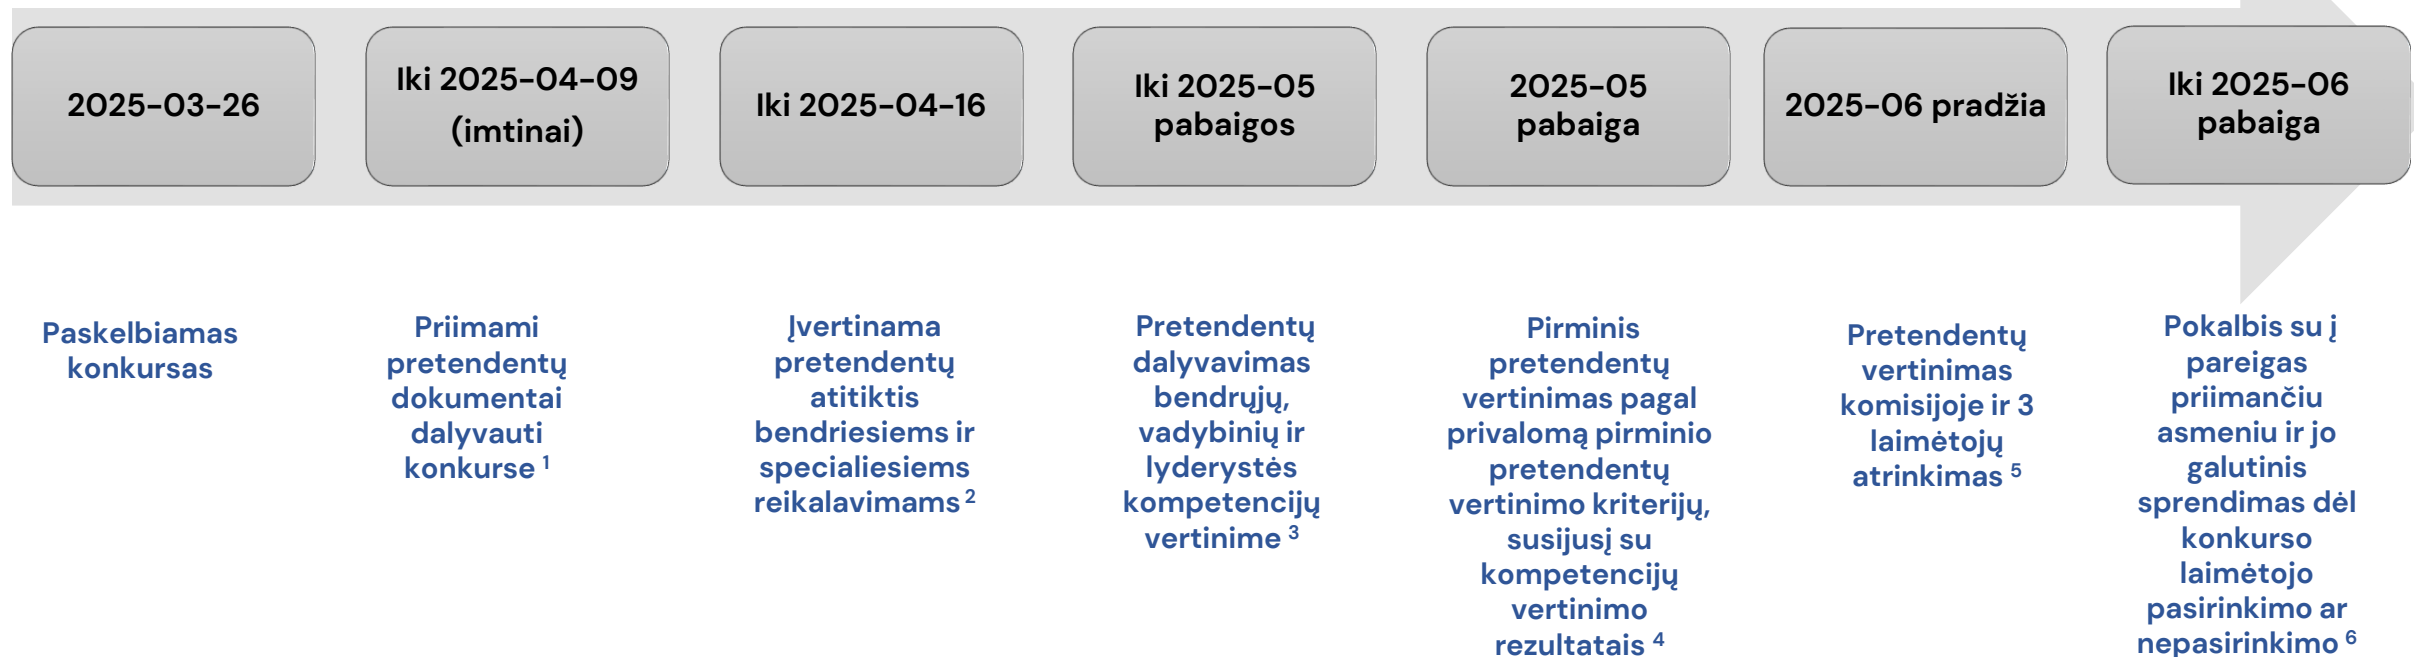 2025-03-26
Iki 2025-04-09
(imtinai)
Iki 2025-04-16
Iki 2025-05
pabaigos
2025-05
pabaiga
2025-06 pradžia
Iki 2025-06
pabaiga
Paskelbiamas
konkursas
Priimami
pretendentų
dokumentai
dalyvauti
konkurse 1
Įvertinama
pretendentų
atitiktis
bendriesiems ir
specialiesiems
reikalavimams 2
Pretendentų
dalyvavimas
bendrųjų,
vadybinių ir
lyderystės
kompetencijų
vertinime 3
Pirminis
pretendentų
vertinimas pagal
privalomą pirminio
pretendentų
vertinimo kriterijų,
susijusį su
kompetencijų
vertinimo
rezultatais 4
Pretendentų
vertinimas
komisijoje ir 3
laimėtojų
atrinkimas 5
Pokalbis su į
pareigas
priimančiu
asmeniu ir jo
galutinis
sprendimas dėl
konkurso
laimėtojo
pasirinkimo ar
nepasirinkimo 6